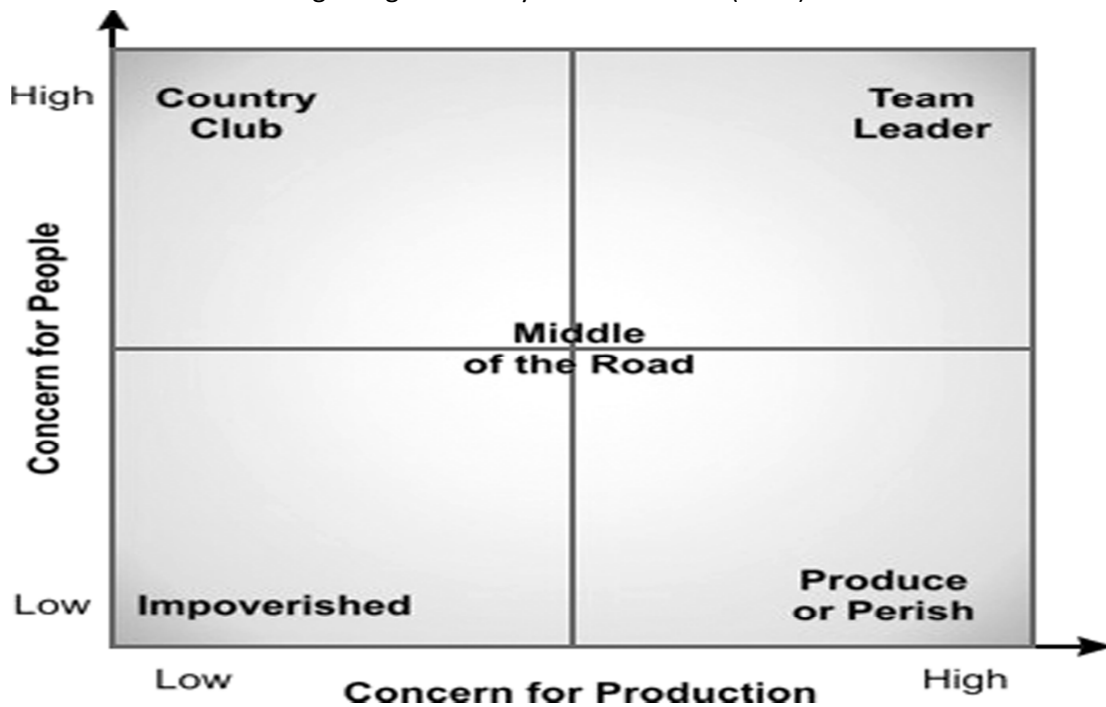 High
Country
Club
Team
Leader
Concern for People
Middle
of the Road
Produce
or Perish
Low
Impoverished
Low
High
Concern for Production